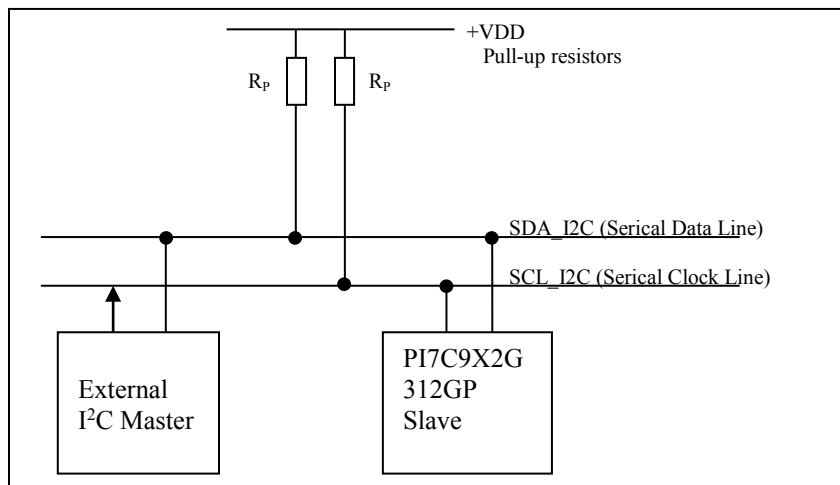 +VDD
Pull-up resistors
RP RP
SDA_I2C (Serical Data Line)
SCL_I2C (Serical Clock Line)
External
I²C Master
PI7C9X2G
312GP
Slave